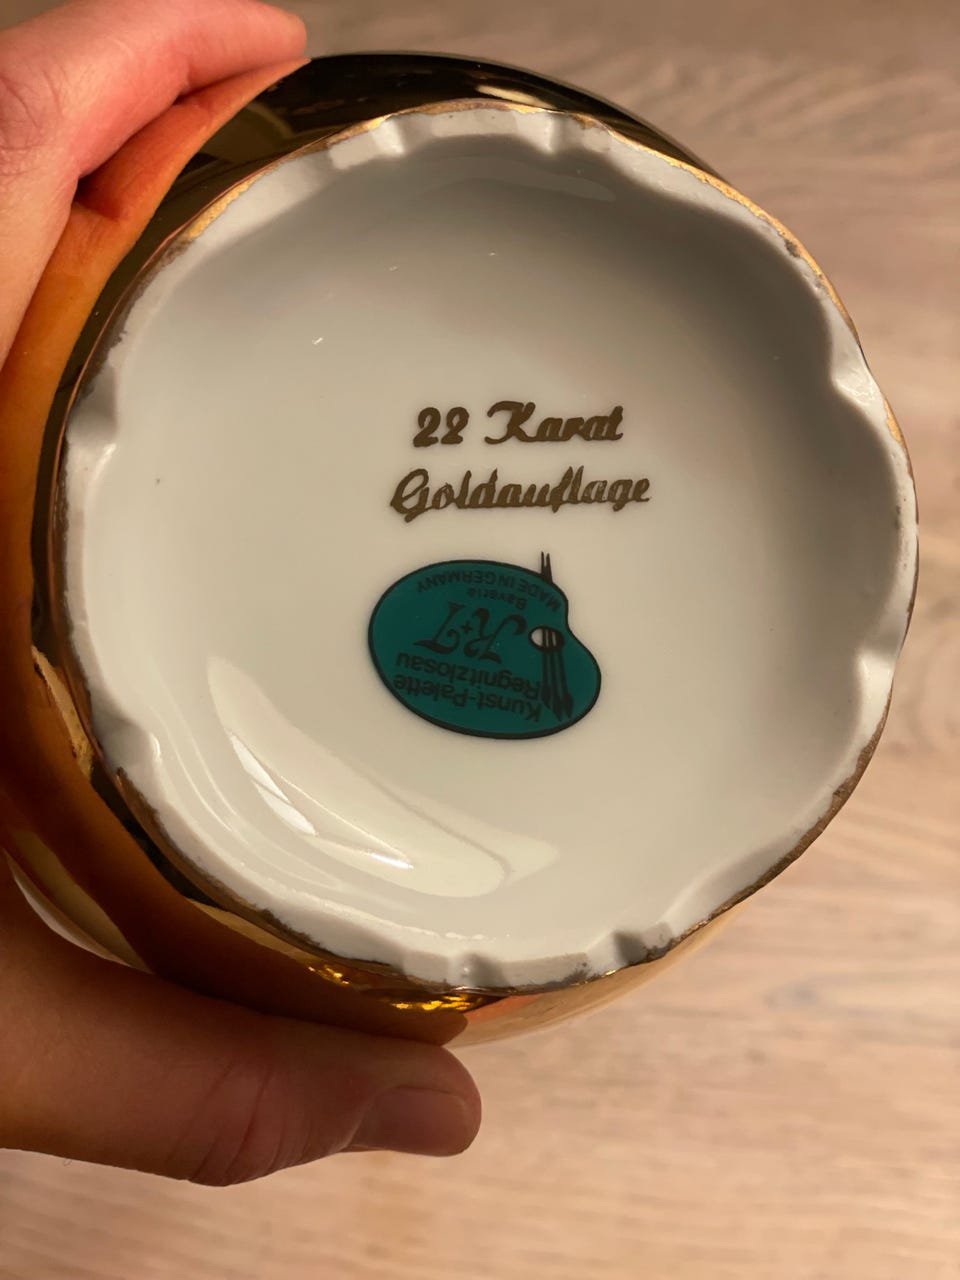 22 Karat
Goldauflage
Kunst-Palette
Regnitzlosau
R+T
Bavaria
MADE IN GERMANY